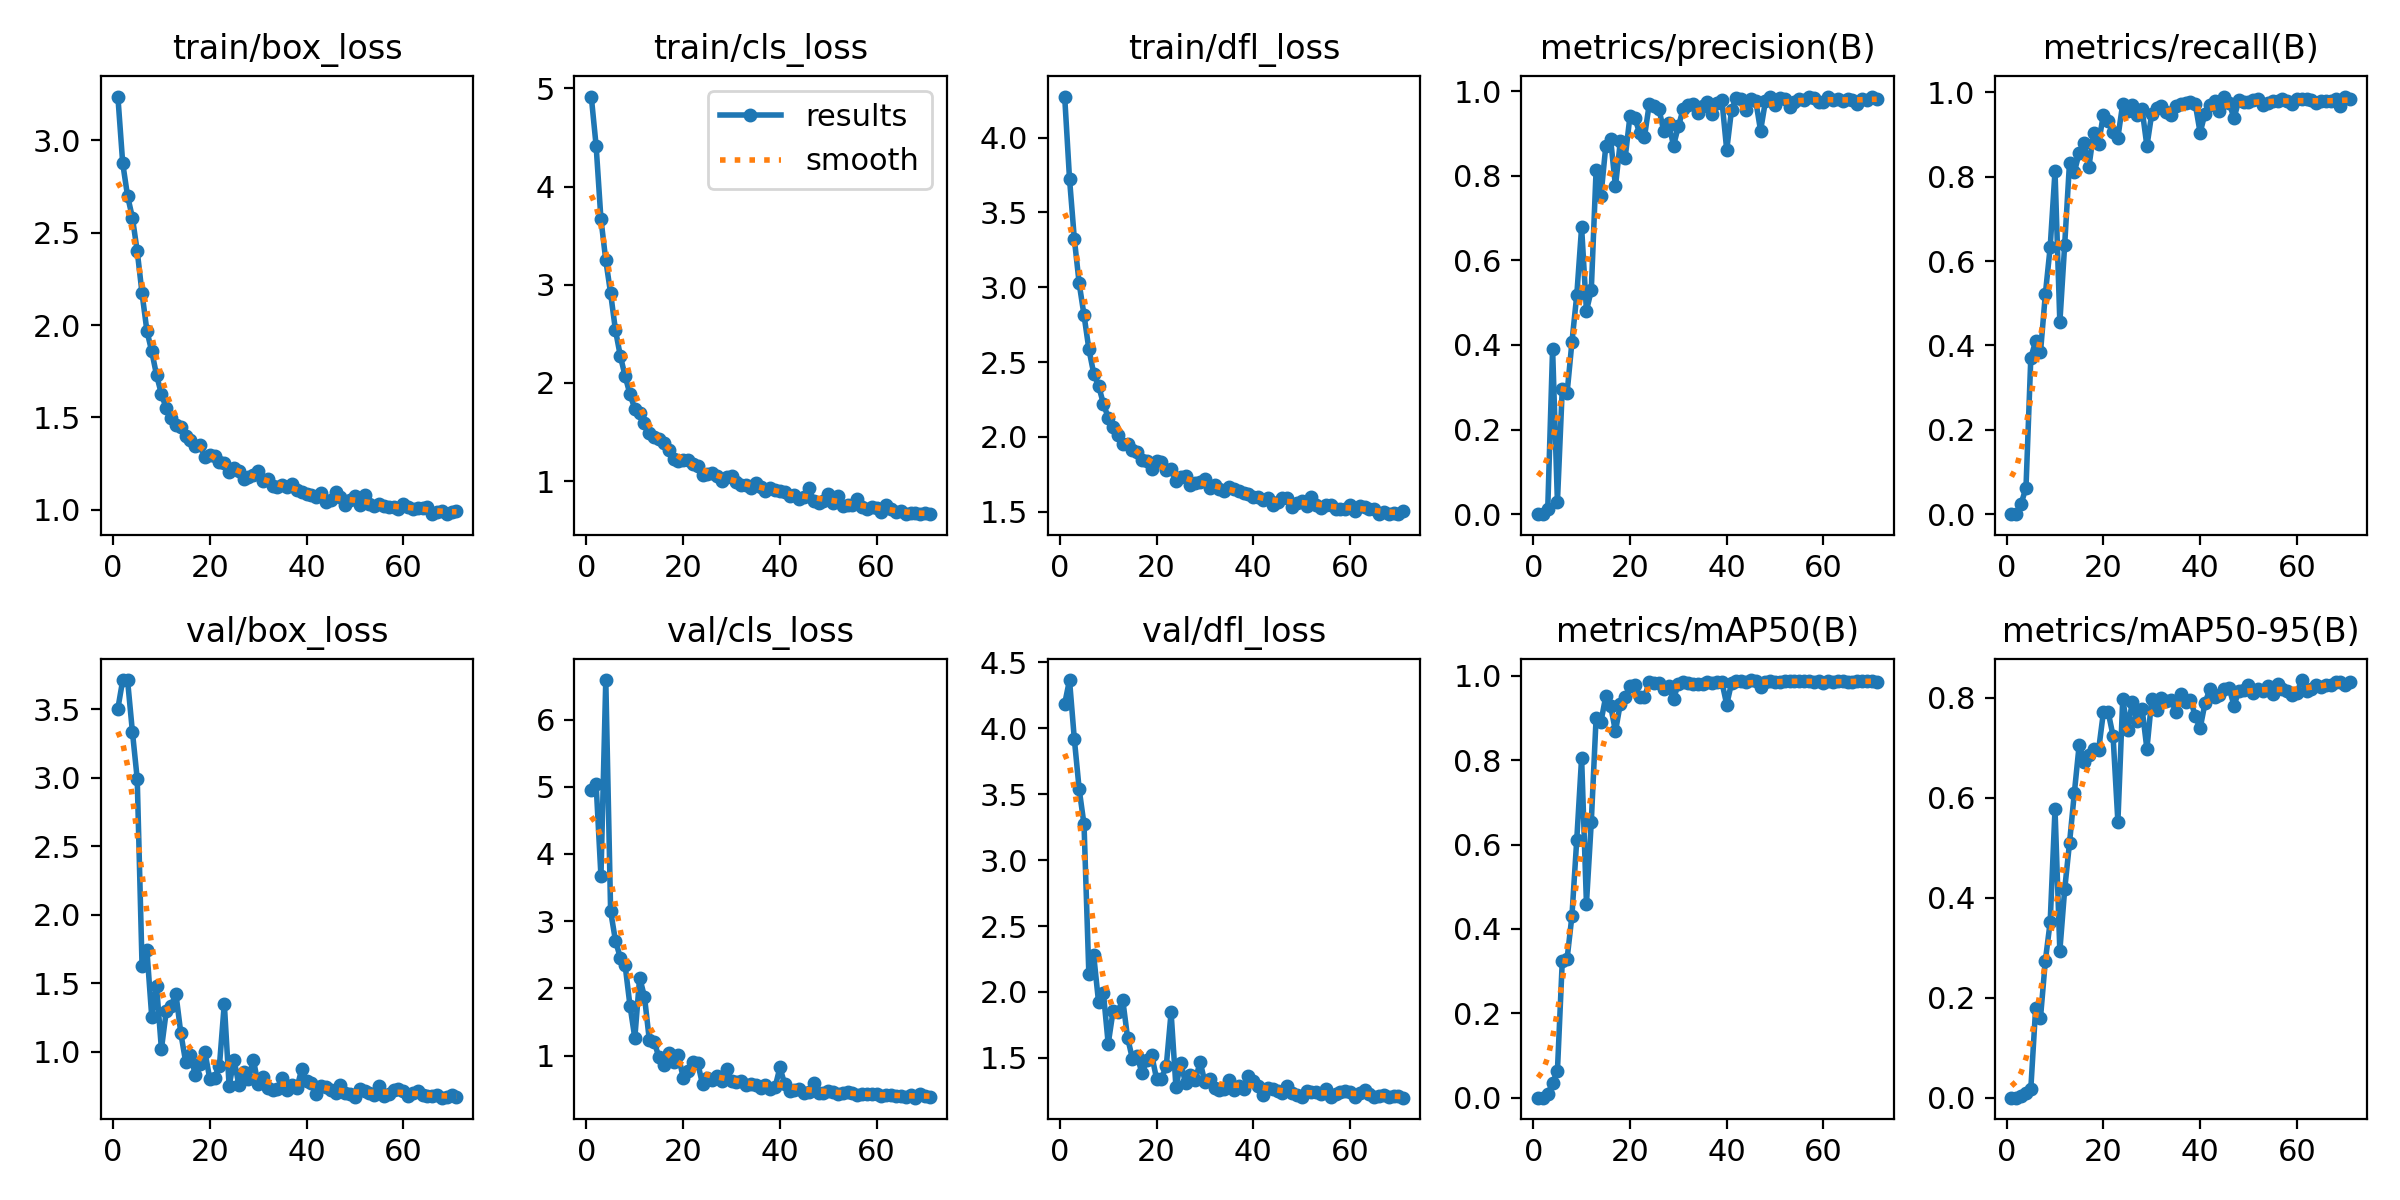 train/box_loss
train/cls_loss
train/dfl_loss
metrics/precision(B)
metrics/recall(B)
3.0
2.5
2.0
1.5
1.0
0 20 40 60
5
4
3
2
1
0 20 40 60
results
smooth
4.0
3.5
3.0
2.5
2.0
1.5
0 20 40 60
1.0
0.8
0.6
0.4
0.2
0.0
0 20 40 60
1.0
0.8
0.6
0.4
0.2
0.0
0 20 40 60
val/box_loss
val/cls_loss
val/dfl_loss
metrics/mAP50(B)
metrics/mAP50-95(B)
3.5
3.0
2.5
2.0
1.5
1.0
0 20 40 60
6
5
4
3
2
1
0 20 40 60
4.5
4.0
3.5
3.0
2.5
2.0
1.5
0 20 40 60
1.0
0.8
0.6
0.4
0.2
0.0
0 20 40 60
0.8
0.6
0.4
0.2
0.0
0 20 40 60